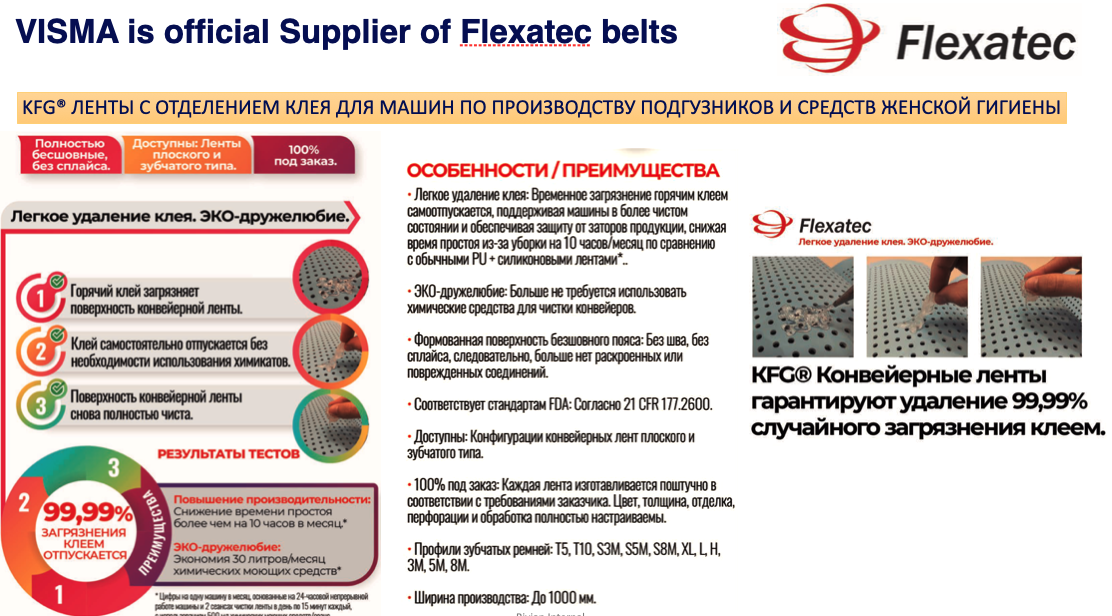 VISMA is official Supplier of Flexatec belts
Flexatec
KFG® ЛЕНТЫ С ОТДЕЛЕНИЕМ КЛЕЯ ДЛЯ МАШИН ПО ПРОИЗВОДСТВУ ПОДГУЗНИКОВ И СРЕДСТВ ЖЕНСКОЙ ГИГИЕНЫ
Полностью
бесшовные,
без сплайса.
Доступны: Ленты
плоского и
зубчатого типа.
100%
под заказ.
Легкое удаление клея. ЭКО-дружелюбие.
1
Горячий клей загрязняет
поверхность конвейерной ленты.
2
Клей самостоятельно отпускается без
необходимости использования химикатов.
3
Поверхность конвейерной ленты
снова полностью чиста.
РЕЗУЛЬТАТЫ ТЕСТОВ
3
2
1
99,99%
ЗАГРЯЗНЕНИЯ
КЛЕЕМ
ОТПУСКАЕТСЯ
ПРЕИМУЩЕСТВА
Повышение производительности:
Снижение времени простоя
более чем на 10 часов в месяц.*
ЭКО-дружелюбие:
Экономия 30 литров/месяц
химических моющих средств*
* Цифры на одну машину в месяц, основанные на 24-часовой непрерывной
работе машины и 2 сеансах чистки ленты в день по 15 минут каждый,
ОСОБЕННОСТИ / ПРЕИМУЩЕСТВА
• Легкое удаление клея: Временное загрязнение горячим клеем
самоотпускается, поддерживая машины в более чистом
состоянии и обеспечивая защиту от заторов продукции, снижая
время простоя из-за уборки на 10 часов/месяц по сравнению
с обычными PU + силиконовыми лентами*..
• ЭКО-дружелюбие: Больше не требуется использовать
химические средства для чистки конвейеров.
• Формованная поверхность бесшовного пояса: Без шва, без
сплайса, следовательно, больше нет раскроенных или
поврежденных соединений.
• Соответствует стандартам FDA: Согласно 21 CFR 177.2600.
• Доступны: Конфигурации конвейерных лент плоского и
зубчатого типа.
• 100% под заказ: Каждая лента изготавливается поштучно в
соответствии с требованиями заказчика. Цвет, толщина, отделка,
перфорации и обработка полностью настраиваемы.
• Профили зубчатых ремней: T5, T10, S3M, S5M, S8M, XL, L, H,
3M, 5M, 8M.
• Ширина производства: До 1000 мм.
Flexatec
Легкое удаление клея. ЭКО-дружелюбие.
KFG® Конвейерные ленты
гарантируют удаление 99,99%
случайного загрязнения клеем.